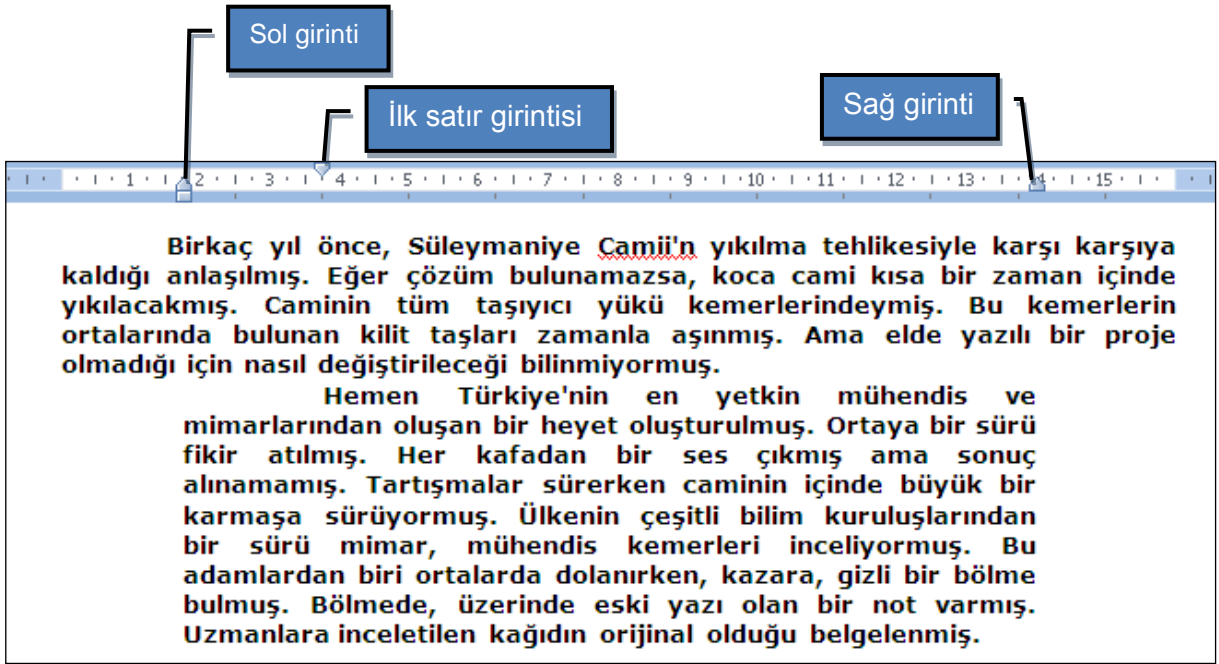 Sol girinti
İlk satır girintisi
Sağ girinti
1 2 3 4 5 6 7 8 9 10 11 12 13 14 15
Birkaç yıl önce, Süleymaniye Camii'n yıkılma tehlikesiyle karşı karşıya
kaldığı anlaşılmış. Eğer çözüm bulunamazsa, koca cami kısa bir zaman içinde
yıkılacakmış. Caminin tüm taşıyıcı yükü kemerlerindeymiş. Bu kemerlerin
ortalarında bulunan kilit taşları zamanla aşınmış. Ama elde yazılı bir proje
olmadığı için nasıl değiştirileceği bilinmiyormuş.
Hemen Türkiye'nin en yetkin mühendis ve
mimarlarından oluşan bir heyet oluşturulmuş. Ortaya bir sürü
fikir atılmış. Her kafadan bir ses çıkmış ama sonuç
alınamamış. Tartışmalar sürerken caminin içinde büyük bir
karmaşa sürüyormuş. Ülkenin çeşitli bilim kuruluşlarından
bir sürü mimar, mühendis kemerleri inceliyormuş. Bu
adamlardan biri ortalarda dolanırken, kazara, gizli bir bölme
bulmuş. Bölmede, üzerinde eski yazı olan bir not varmış.
Uzmanlara inceletilen kağıdın orijinal olduğu belgelenmiş.